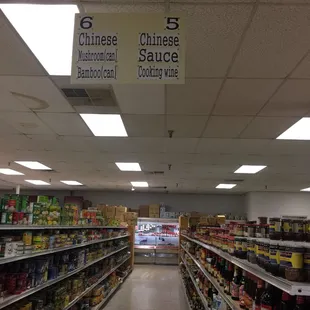 6
Chinese
Mushroom[can]
Bamboo[can]
5
Chinese
Sauce
Cooking wine